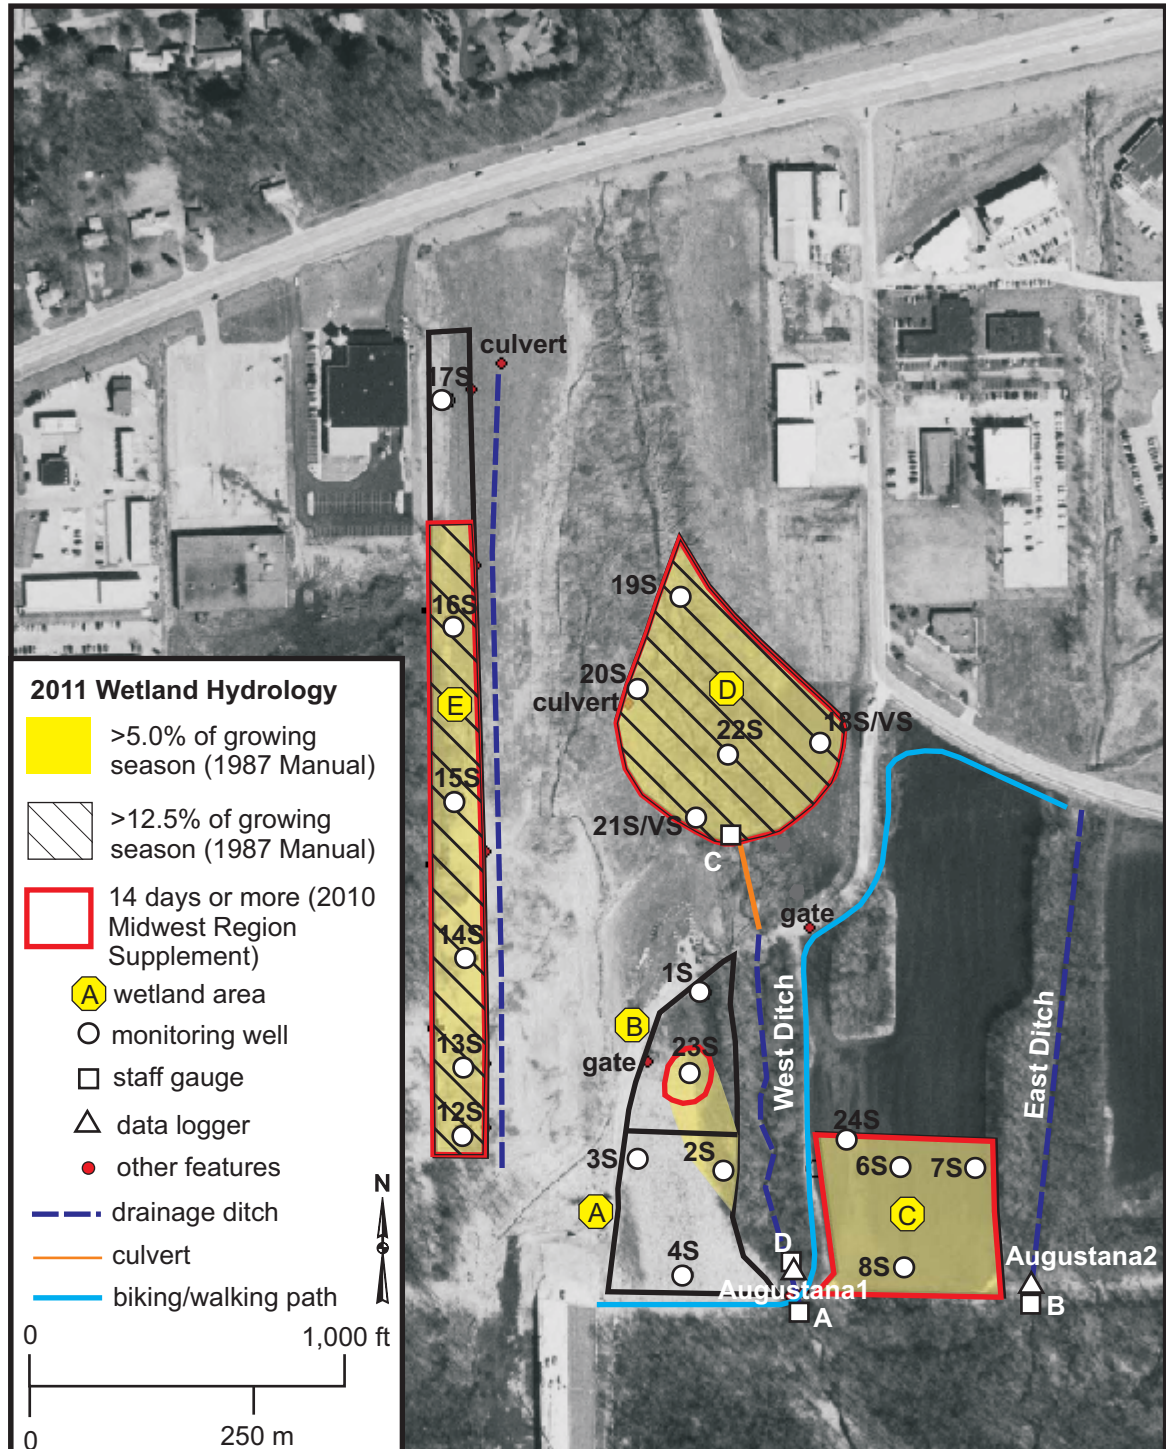 culvert
17S
19S
16S
20S
culvert
D
E
18S/VS
22S
15S
21S/VS
C
gate
14S
1S
B
West Ditch
East Ditch
gate
23S
13S
12S
24S
3S
2S
6S
7S
A
C
4S
D
8S
Augustana2
Augustana1
A
B
2011 Wetland Hydrology
>5.0% of growing
season (1987 Manual)
>12.5% of growing
season (1987 Manual)
14 days or more (2010
Midwest Region
Supplement)
A wetland area
monitoring well
staff gauge
data logger
other features
N
drainage ditch
culvert
biking/walking path
0 1,000 ft
0 250 m